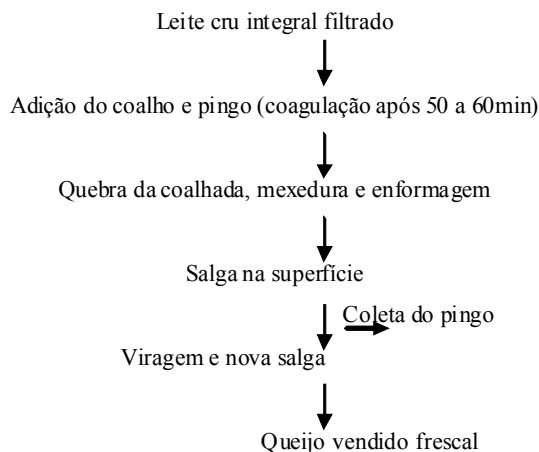 Leite cru integral filtrado
Adição do coalho e pingo (coagulação após 50 a 60min)
Quebra da coalhada, mexedura e enformagem
Salga na superfície
Coleta do pingo
Viragem e nova salga
Queijo vendido frescal